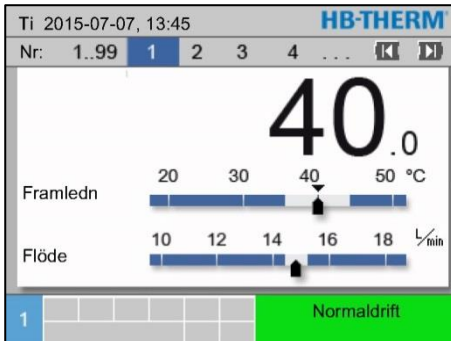 Ti 2015-07-07, 13:45 HB-THERM
Nr: 1..99 1 2 3 4 ...
40.0
20 30 40 50 °C
Framledn
10 12 14 16 18 L/min
Flöde
1 Normaldrift